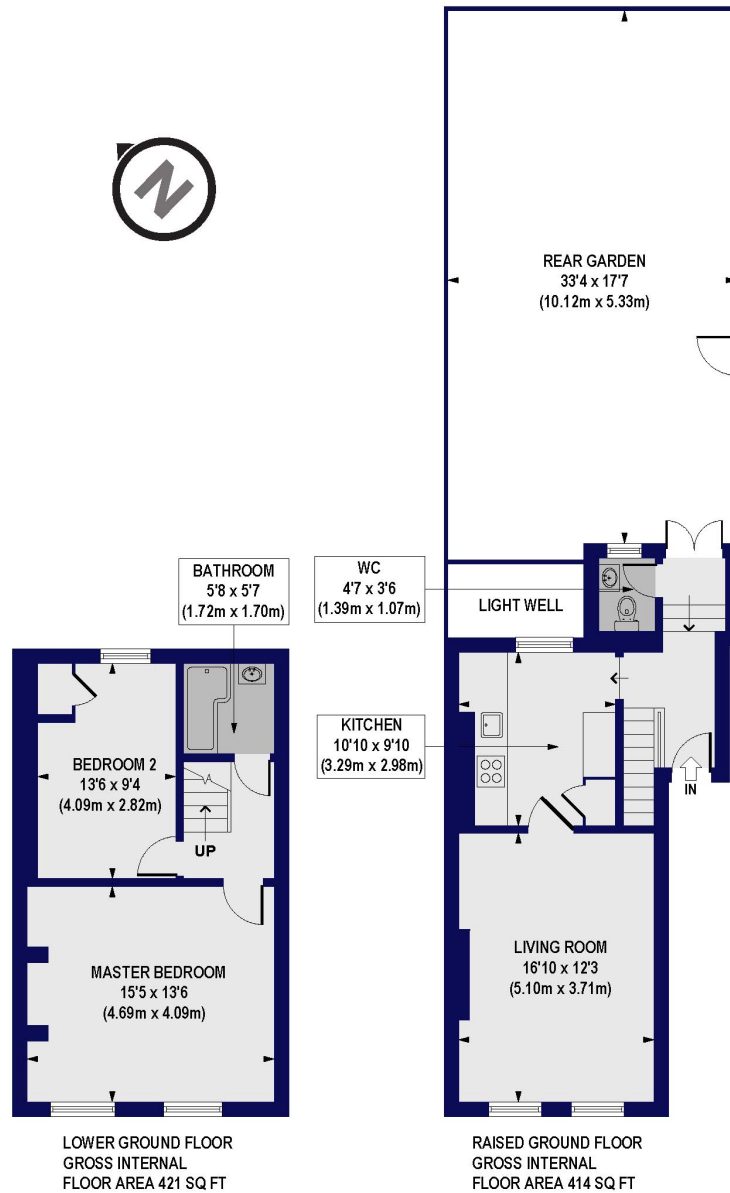 N
REAR GARDEN
33'4 x 17'7
(10.12m x 5.33m)
BATHROOM
5'8 x 5'7
(1.72m x 1.70m)
WC
4'7 x 3'6
(1.39m x 1.07m)
LIGHT WELL
KITCHEN
10'10 x 9'10
(3.29m x 2.98m)
BEDROOM 2
13'6 x 9'4
(4.09m x 2.82m)
UP
IN
MASTER BEDROOM
15'5 x 13'6
(4.69m x 4.09m)
LIVING ROOM
16'10 x 12'3
(5.10m x 3.71m)
LOWER GROUND FLOOR
GROSS INTERNAL
FLOOR AREA 421 SQ FT
RAISED GROUND FLOOR
GROSS INTERNAL
FLOOR AREA 414 SQ FT